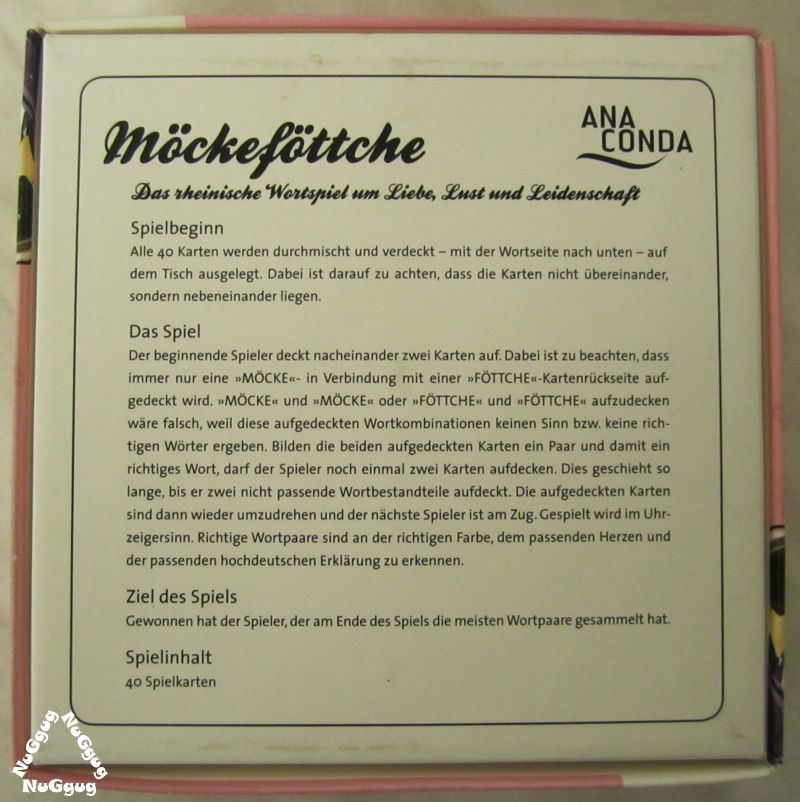 Möckeföttche
ANA
CONDA
Das rheinische Wortspiel um Liebe, Lust und Leidenschaft
Spielbeginn
Alle 40 Karten werden durchmischt und verdeckt – mit der Wortseite nach unten – auf
dem Tisch ausgelegt. Dabei ist darauf zu achten, dass die Karten nicht übereinander,
sondern nebeneinander liegen.
Das Spiel
Der beginnende Spieler deckt nacheinander zwei Karten auf. Dabei ist zu beachten, dass
immer nur eine »MÖCKE«- in Verbindung mit einer »FÖTTCHE«-Kartenrückseite auf-
gedeckt wird. »MÖCKE« und »MÖCKE« oder »FÖTTCHE« und »FÖTTCHE« aufzudecken
wäre falsch, weil diese aufgedeckten Wortkombinationen keinen Sinn bzw. keine rich-
tigen Wörter ergeben. Bilden die beiden aufgedeckten Karten ein Paar und damit ein
richtiges Wort, darf der Spieler noch einmal zwei Karten aufdecken. Dies geschieht so
lange, bis er zwei nicht passende Wortbestandteile aufdeckt. Die aufgedeckten Karten
sind dann wieder umzudrehen und der nächste Spieler ist am Zug. Gespielt wird im Uhr-
zeigersinn. Richtige Wortpaare sind an der richtigen Farbe, dem passenden Herzen und
der passenden hochdeutschen Erklärung zu erkennen.
Ziel des Spiels
Gewonnen hat der Spieler, der am Ende des Spiels die meisten Wortpaare gesammelt hat.
Spielinhalt
40 Spielkarten
NuGgug
NuGgug
NuGgug